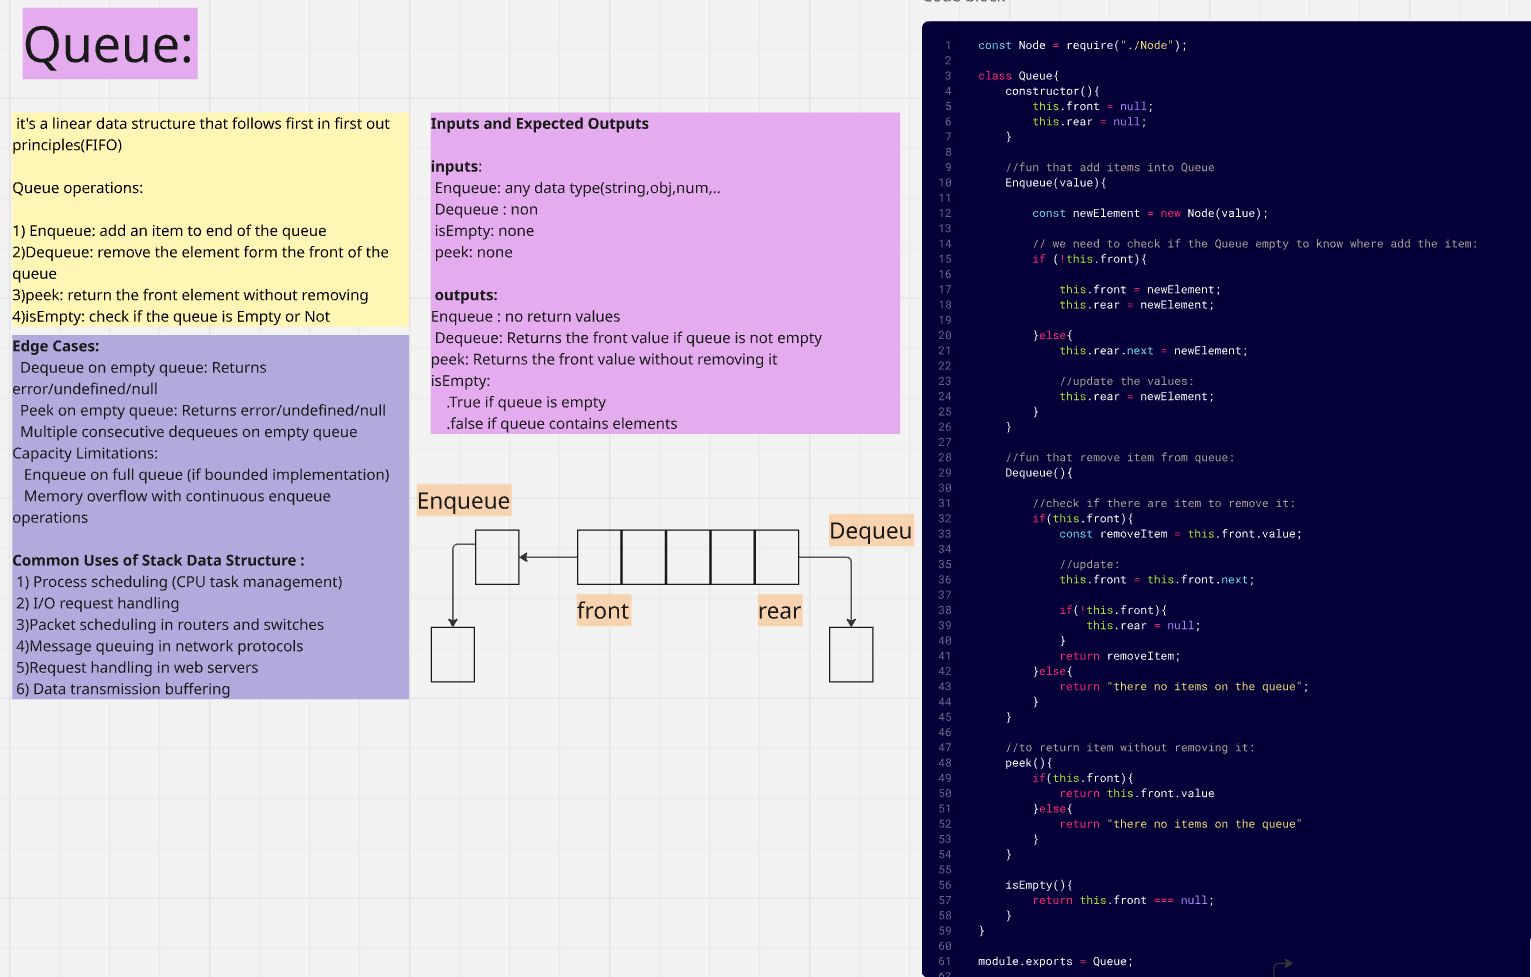 Queue:
it's a linear data structure that follows first in first out
principles(FIFO)
Queue operations:
1) Enqueue: add an item to end of the queue
2)Dequeue: remove the element form the front of the
queue
3)peek: return the front element without removing
4)isEmpty: check if the queue is Empty or Not
Edge Cases:
Dequeue on empty queue: Returns
error/undefined/null
Peek on empty queue: Returns error/undefined/null
Multiple consecutive dequeues on empty queue
Capacity Limitations:
Enqueue on full queue (if bounded implementation)
Memory overflow with continuous enqueue
operations
Common Uses of Stack Data Structure :
1) Process scheduling (CPU task management)
2) I/O request handling
3)Packet scheduling in routers and switches
4)Message queuing in network protocols
5)Request handling in web servers
6) Data transmission buffering
Inputs and Expected Outputs
inputs:
Enqueue: any data type(string,obj,num,..
Dequeue : non
isEmpty: none
peek: none
outputs:
Enqueue : no return values
Dequeue: Returns the front value if queue is not empty
peek: Returns the front value without removing it
isEmpty:
.True if queue is empty
.false if queue contains elements
Enqueue
Dequeu
front
rear
Code block
1 const Node = require("./Node");
2
3 class Queue{
4 constructor(){
5 this.front = null;
6 this.rear = null;
7 }
8
9 //fun that add items into Queue
10 Enqueue(value){
11
12 const newElement = new Node(value);
13
14 // we need to check if the Queue empty to know where add the item:
15 if (!this.front){
16
17 this.front = newElement;
18 this.rear = newElement;
19
20 }else{
21 this.rear.next = newElement;
22
23 //update the values:
24 this.rear = newElement;
25 }
26 }
27
28 //fun that remove item from queue:
29 Dequeue(){
30
31 //check if there are item to remove it:
32 if(this.front){
33 const removeItem = this.front.value;
34
35 //update:
36 this.front = this.front.next;
37
38 if(!this.front){
39 this.rear = null;
40 }
41 return removeItem;
42 }else{
43 return "there no items on the queue";
44 }
45 }
46
47 //to return item without removing it:
48 peek(){
49 if(this.front){
50 return this.front.value
51 }else{
52 return "there no items on the queue"
53 }
54 }
55
56 isEmpty(){
57 return this.front === null;
58 }
59 }
60
61 module.exports = Queue;
62